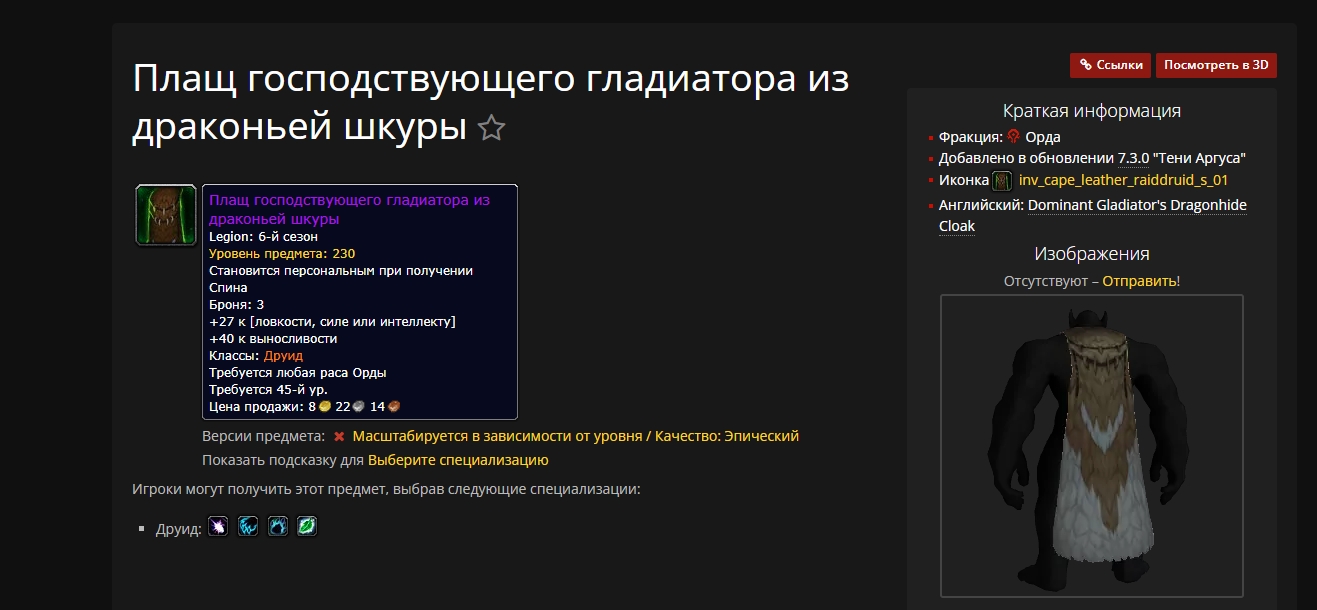 Плащ господствующего гладиатора из
драконьей шкуры
Плащ господствующего гладиатора из
драконьей шкуры
Legion: 6-й сезон
Уровень предмета: 230
Становится персональным при получении
Спина
Броня: 3
+27 к [ловкости, силе или интеллекту]
+40 к выносливости
Классы: Друид
Требуется любая раса Орды
Требуется 45-й ур.
Цена продажи: 8 22 14
Версии предмета: Масштабируется в зависимости от уровня / Качество: Эпический
Показать подсказку для Выберите специализацию
Игроки могут получить этот предмет, выбрав следующие специализации:
Друид:
Ссылки
Посмотреть в 3D
Краткая информация
Фракция: Орда
Добавлено в обновлении 7.3.0 "Тени Аргуса"
Иконка inv_cape_leather_raiddruid_s_01
Английский: Dominant Gladiator's Dragonhide
Cloak
Изображения
Отсутствуют – Отправить!